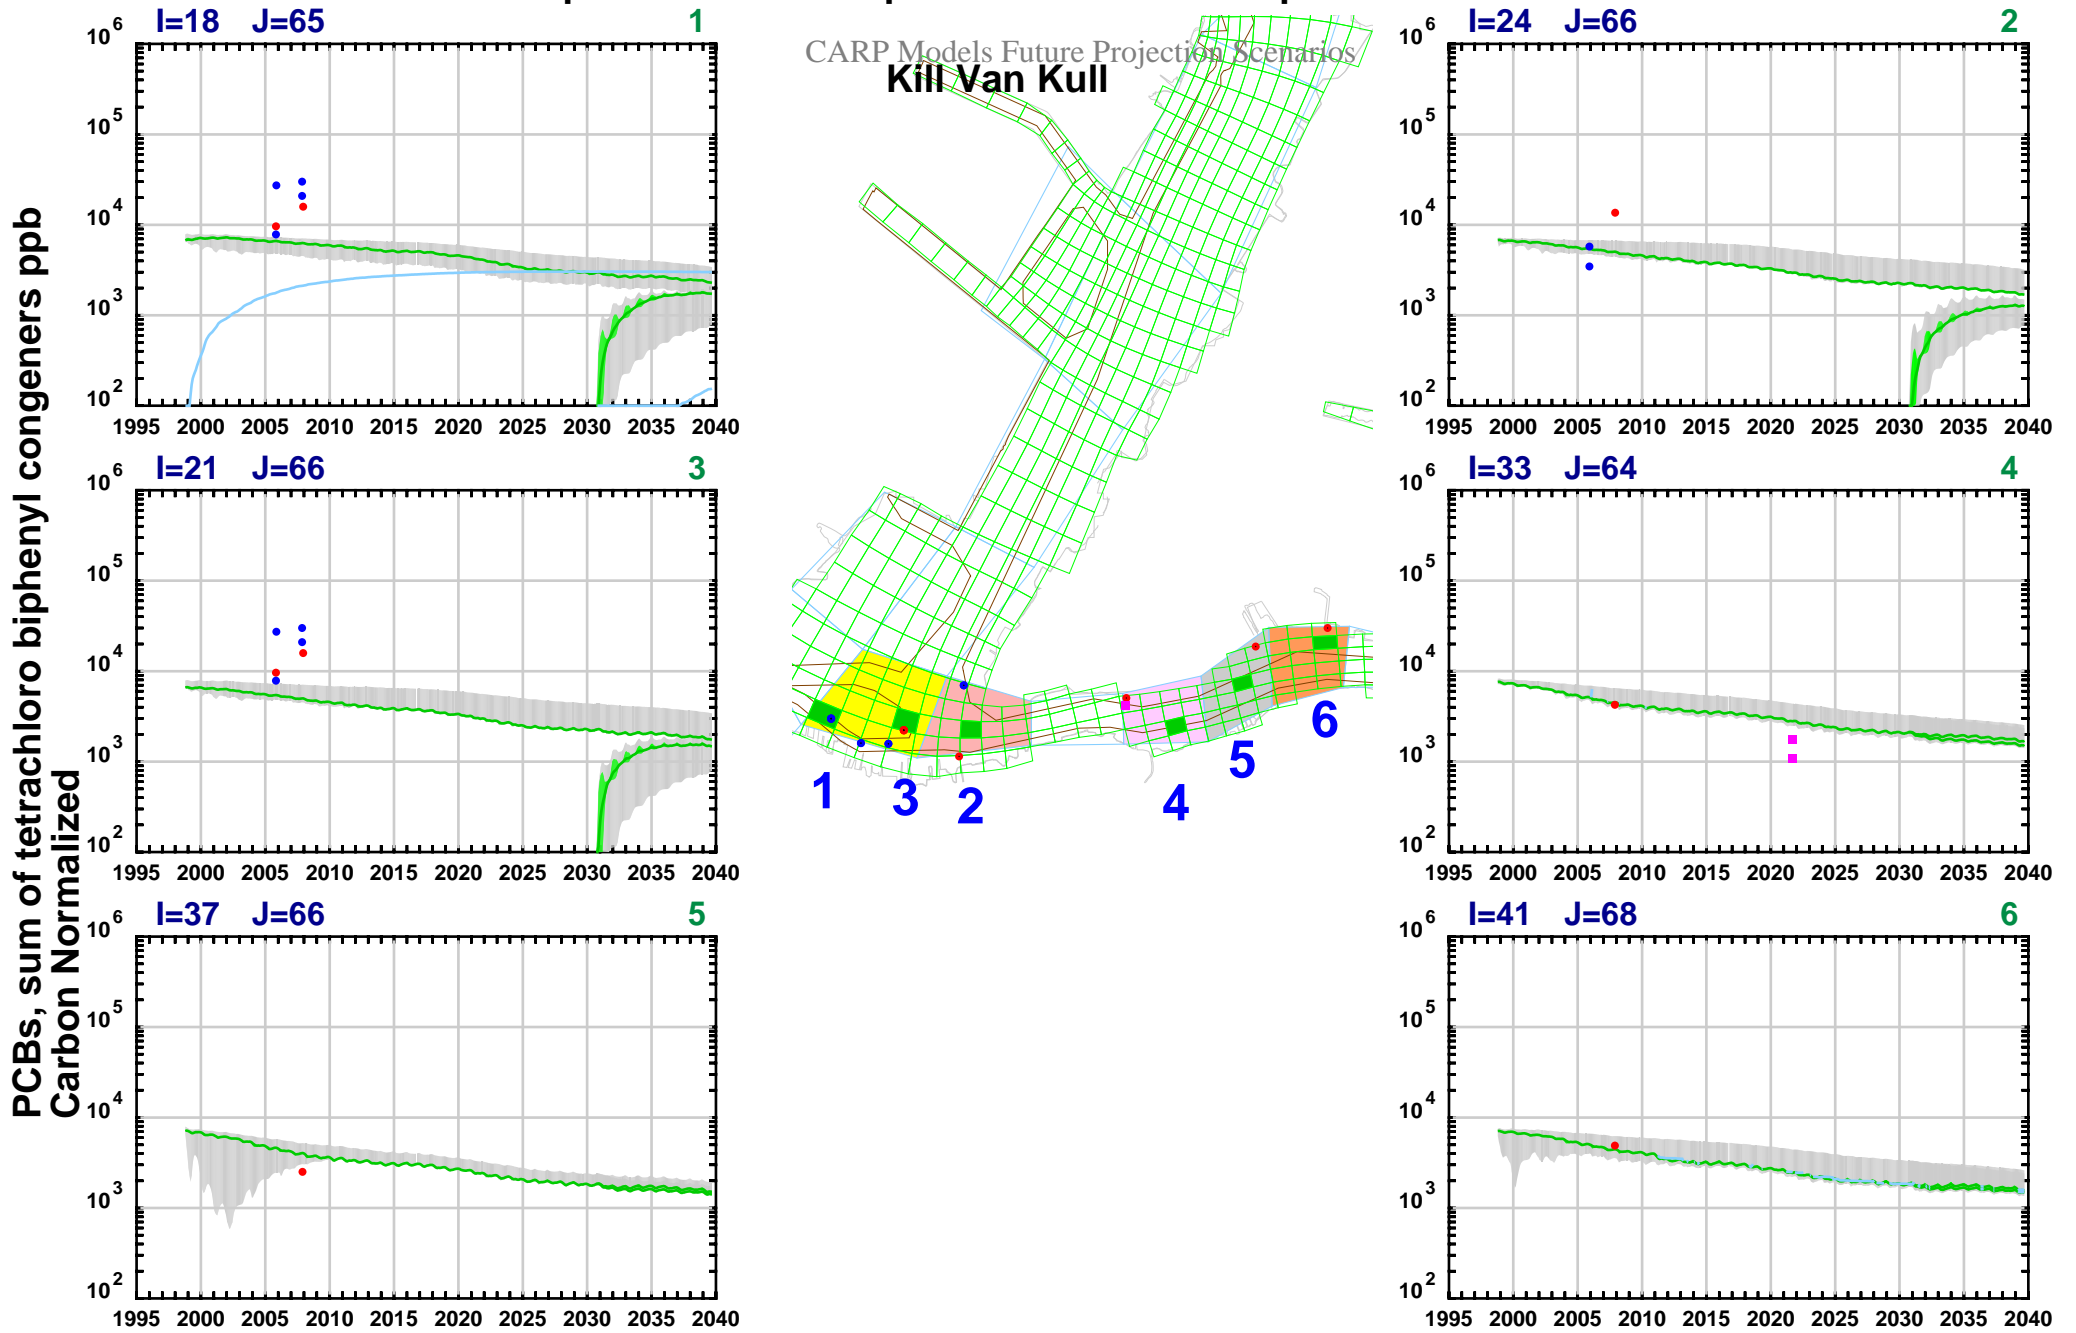 CARP Models Future Projection Scenarios
Kill Van Kull
PCBs, sum of tetrachloro biphenyl congeners ppb
Carbon Normalized
I=18 J=65 1
10^6
10^5
10^4
10^3
10^2
1995 2000 2005 2010 2015 2020 2025 2030 2035 2040
I=24 J=66 2
10^6
10^5
10^4
10^3
10^2
1995 2000 2005 2010 2015 2020 2025 2030 2035 2040
I=21 J=66 3
10^6
10^5
10^4
10^3
10^2
1995 2000 2005 2010 2015 2020 2025 2030 2035 2040
I=33 J=64 4
10^6
10^5
10^4
10^3
10^2
1995 2000 2005 2010 2015 2020 2025 2030 2035 2040
1 3 2 4 5 6
I=37 J=66 5
10^6
10^5
10^4
10^3
10^2
1995 2000 2005 2010 2015 2020 2025 2030 2035 2040
I=41 J=68 6
10^6
10^5
10^4
10^3
10^2
1995 2000 2005 2010 2015 2020 2025 2030 2035 2040